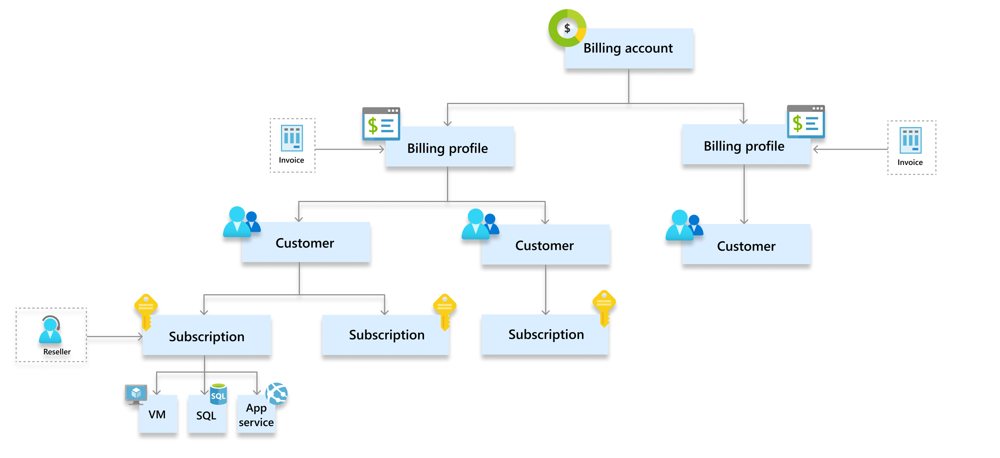 $
Billing account
$
$
Invoice
Billing profile
Billing profile
Invoice
Customer
Customer
Customer
Subscription
Subscription
Subscription
Reseller
SQL
VM
SQL
App
service